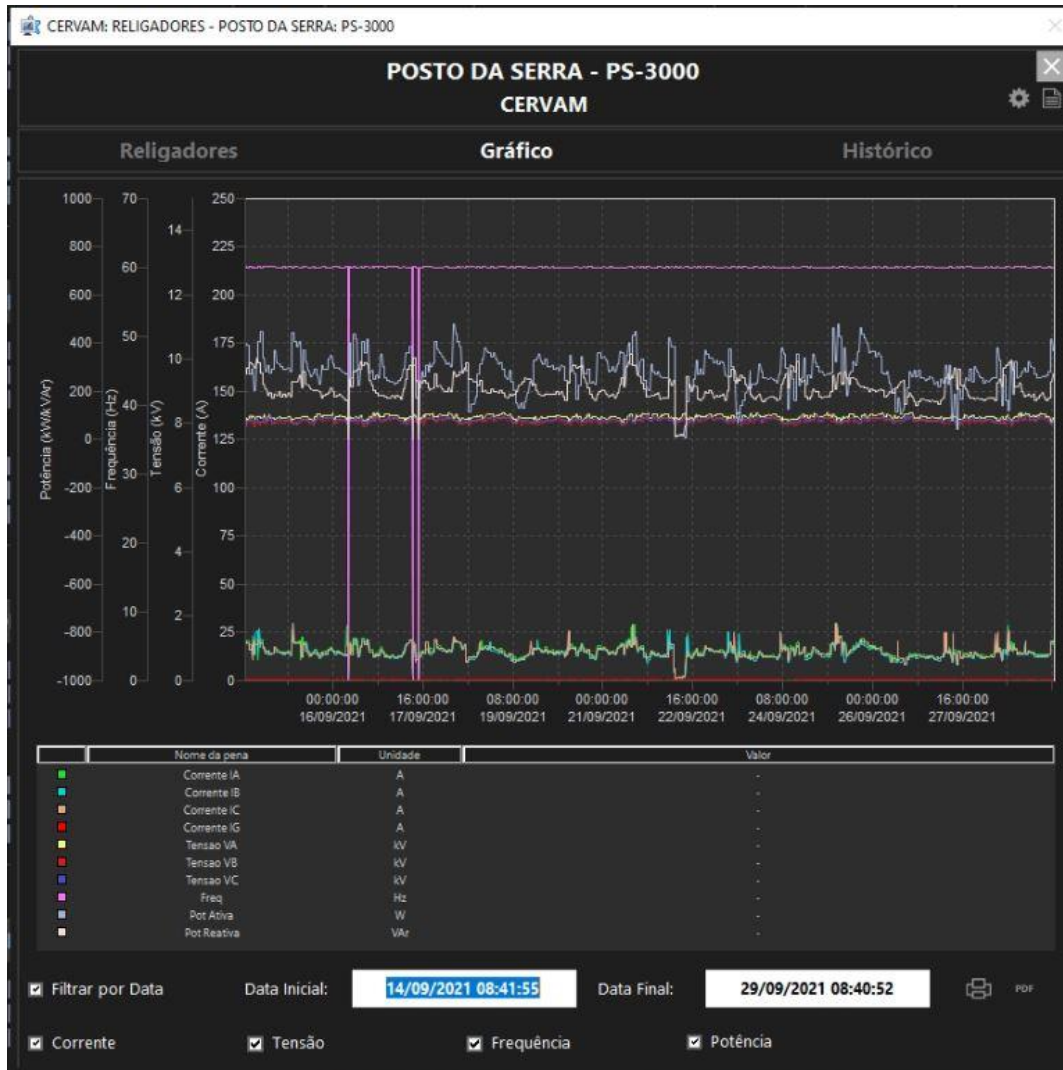 CERVAM: RELIGADORES - POSTO DA SERRA: PS-3000
POSTO DA SERRA - PS-3000
CERVAM
Religadores Gráfico Histórico
1000 70 250
14
800 225
60
600 12 200
400 50 175
10
200 150
40
8
0 125
30
-200 6 100
-400 75
20 4
-600 50
10
-800 2 25
-1000 0 0 0
Potência (kW/kVAr)
Frequência (Hz)
Tensão (kV)
Corrente (A)
00:00:00 16:00:00 08:00:00 00:00:00 16:00:00 08:00:00 00:00:00 16:00:00
16/09/2021 17/09/2021 19/09/2021 21/09/2021 22/09/2021 24/09/2021 26/09/2021 27/09/2021
Nome da pena Unidade Valor
Corrente IA A -
Corrente IB A -
Corrente IC A -
Corrente IG A -
Tensao VA kV -
Tensao VB kV -
Tensao VC kV -
Freq Hz -
Pot Ativa W -
Pot Reativa VAr -
Filtrar por Data Data Inicial: 14/09/2021 08:41:55 Data Final: 29/09/2021 08:40:52 PDF
Corrente Tensão Frequência Potência